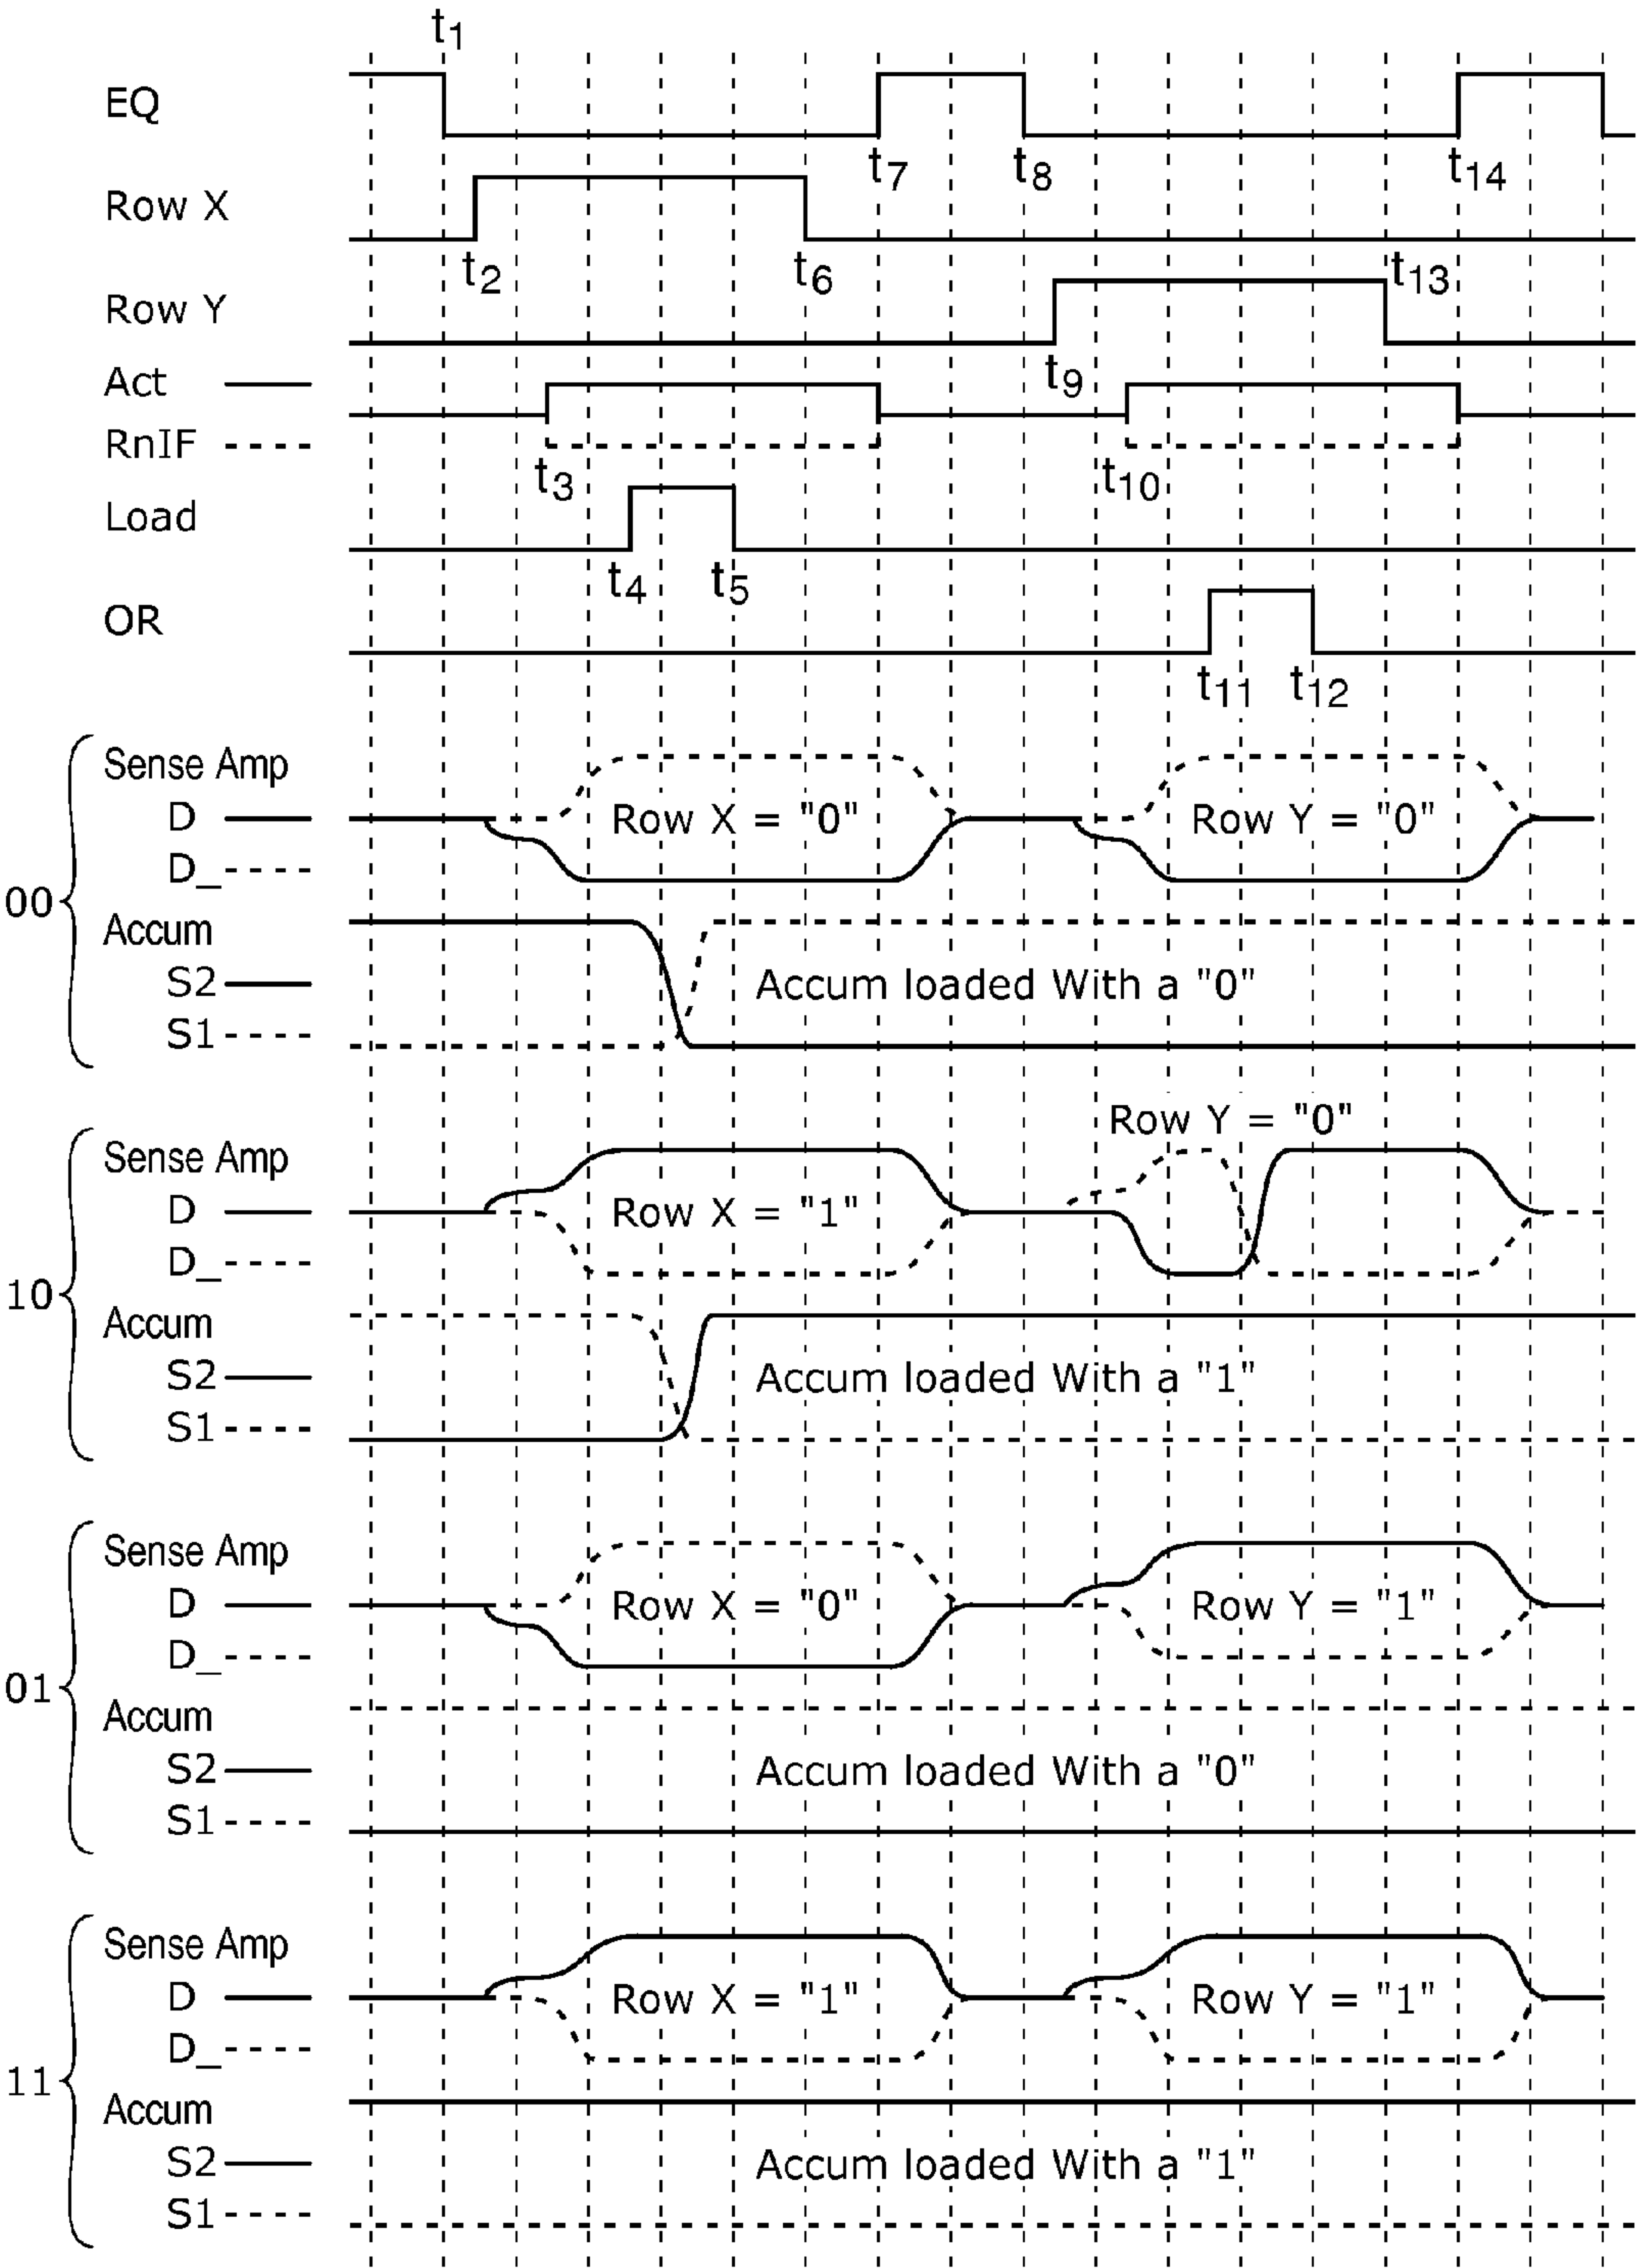 t1
EQ
t7 t8 t14
Row X
t2 t6 t13
Row Y
t9
Act
RnIF
t3 t10
Load
t4 t5
OR
t11 t12
00
Sense Amp
D Row X = "0" Row Y = "0"
D_
Accum
S2 Accum loaded With a "0"
S1
10
Row Y = "0"
Sense Amp
D Row X = "1"
D_
Accum
S2 Accum loaded With a "1"
S1
01
Sense Amp
D Row X = "0" Row Y = "1"
D_
Accum
S2 Accum loaded With a "0"
S1
11
Sense Amp
D Row X = "1" Row Y = "1"
D_
Accum
S2 Accum loaded With a "1"
S1